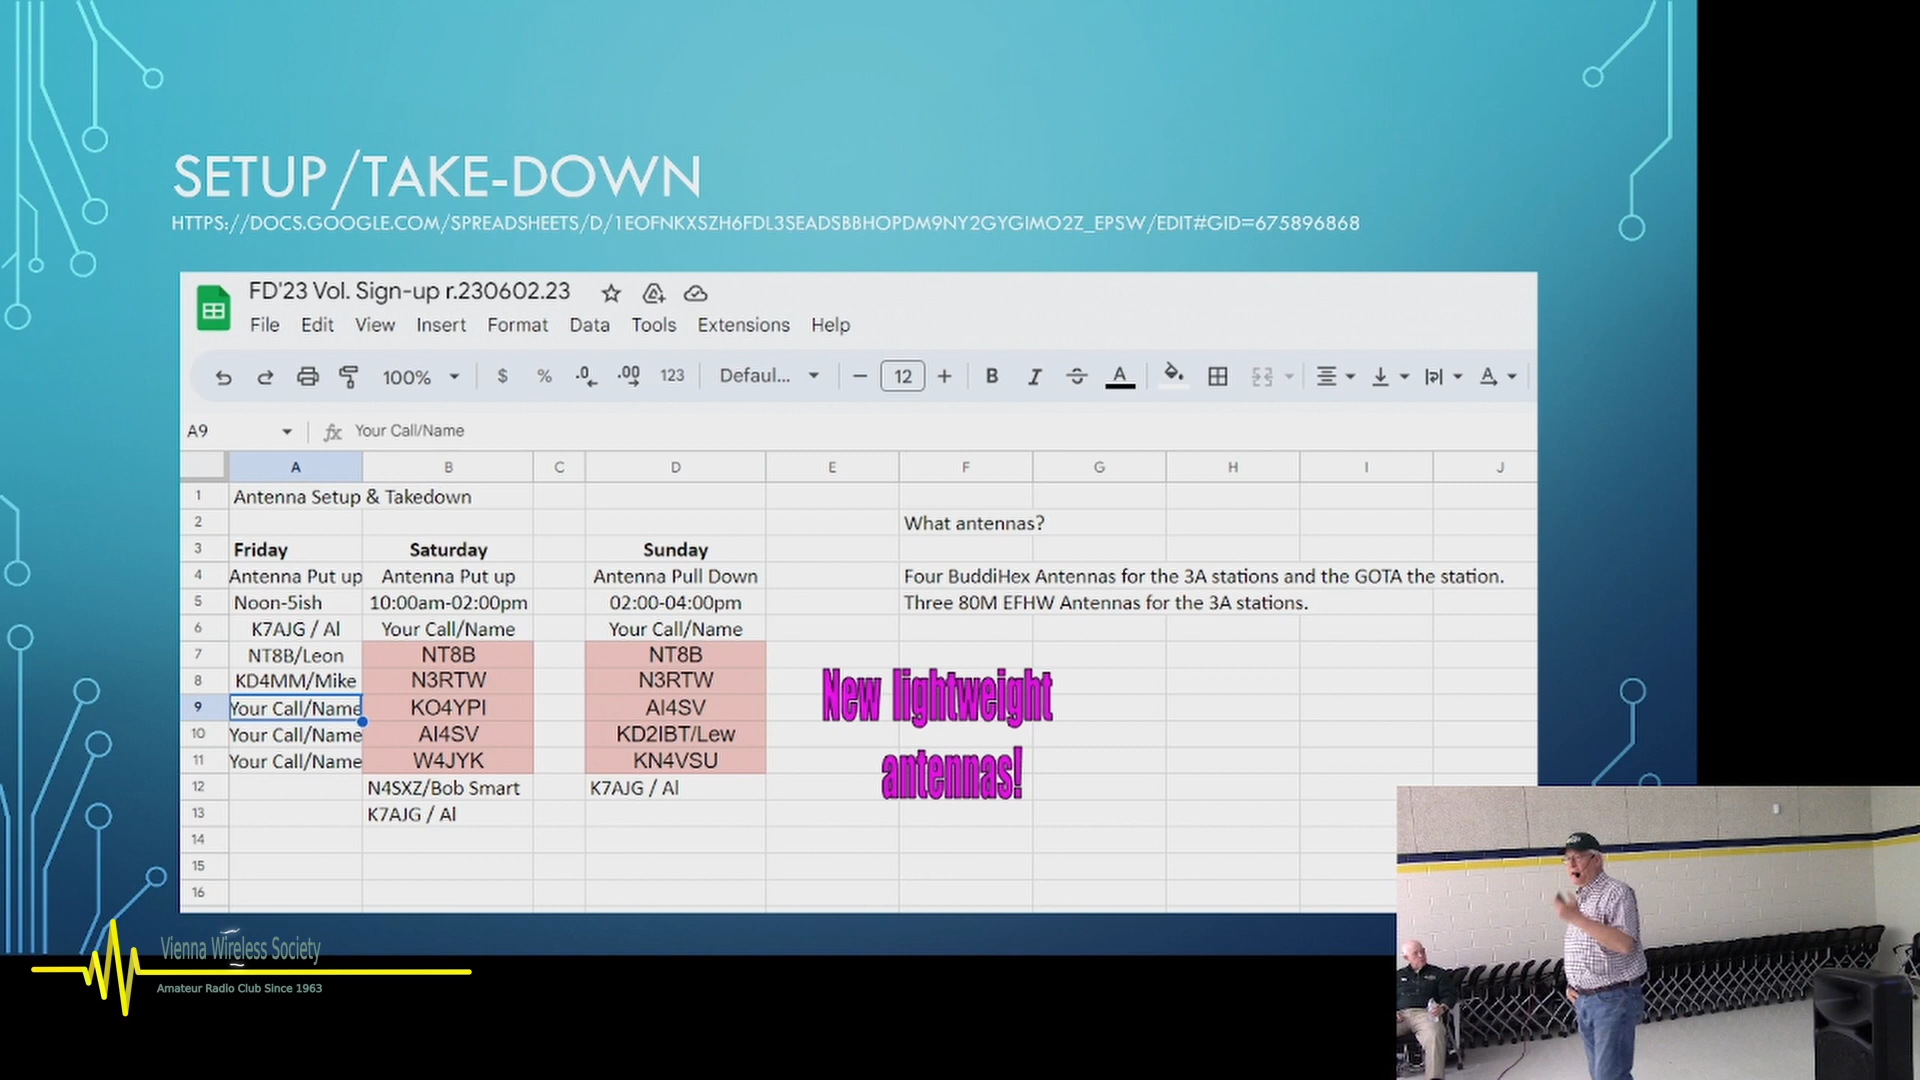 SETUP/TAKE-DOWN
HTTPS://DOCS.GOOGLE.COM/SPREADSHEETS/D/1EOFNKXSZH6FDL3SEADSBBHOPDM9NY2GYGIMO2Z_EPSW/EDIT#GID=675896868
FD'23 Vol. Sign-up r.230602.23
File Edit View Insert Format Data Tools Extensions Help
100% $ % .0 .00 123 Defaul... − 12 + B I S A A
A9 fx Your Call/Name
A B C D E F G H I J
1 Antenna Setup & Takedown
2 What antennas?
3 Friday Saturday Sunday
4 Antenna Put up Antenna Put up Antenna Pull Down Four BuddiHex Antennas for the 3A stations and the GOTA the station.
5 Noon-5ish 10:00am-02:00pm 02:00-04:00pm Three 80M EFHW Antennas for the 3A stations.
6 K7AJG / Al Your Call/Name Your Call/Name
7 NT8B/Leon NT8B NT8B
8 KD4MM/Mike N3RTW N3RTW
9 Your Call/Name KO4YPI AI4SV
10 Your Call/Name AI4SV KD2IBT/Lew
11 Your Call/Name W4JYK KN4VSU
12 N4SXZ/Bob Smart K7AJG / Al
13 K7AJG / Al
14
15
16
New lightweight
antennas!
Vienna Wireless Society
Amateur Radio Club Since 1963